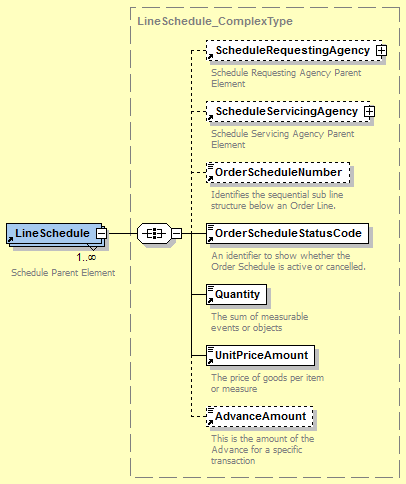 LineSchedule_ComplexType
ScheduleRequestingAgency
Schedule Requesting Agency Parent
Element
ScheduleServicingAgency
Schedule Servicing Agency Parent
Element
OrderScheduleNumber
Identifies the sequential sub line
structure below an Order Line.
LineSchedule
1..∞
Schedule Parent Element
OrderScheduleStatusCode
An identifier to show whether the
Order Schedule is active or cancelled.
Quantity
The sum of measurable
events or objects
UnitPriceAmount
The price of goods per item
or measure
AdvanceAmount
This is the amount of the
Advance for a specific
transaction